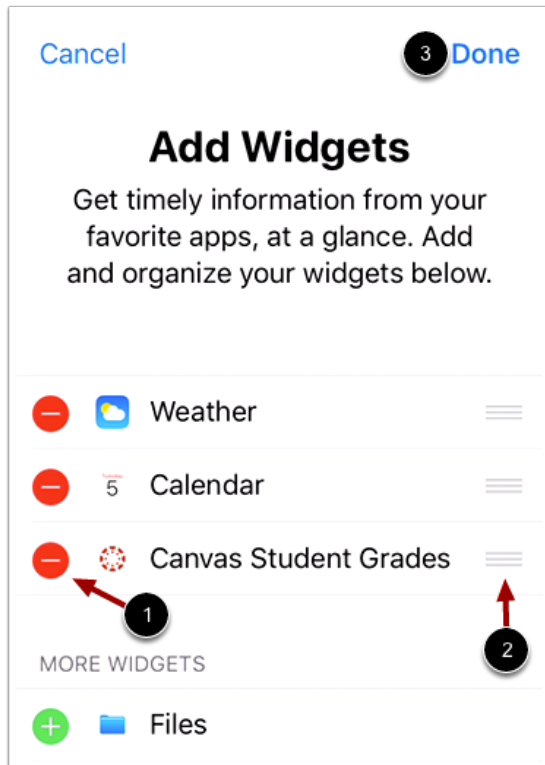 Cancel
3 Done
Add Widgets
Get timely information from your
favorite apps, at a glance. Add
and organize your widgets below.
Weather
Tuesday
5
Calendar
Canvas Student Grades
1
2
MORE WIDGETS
Files